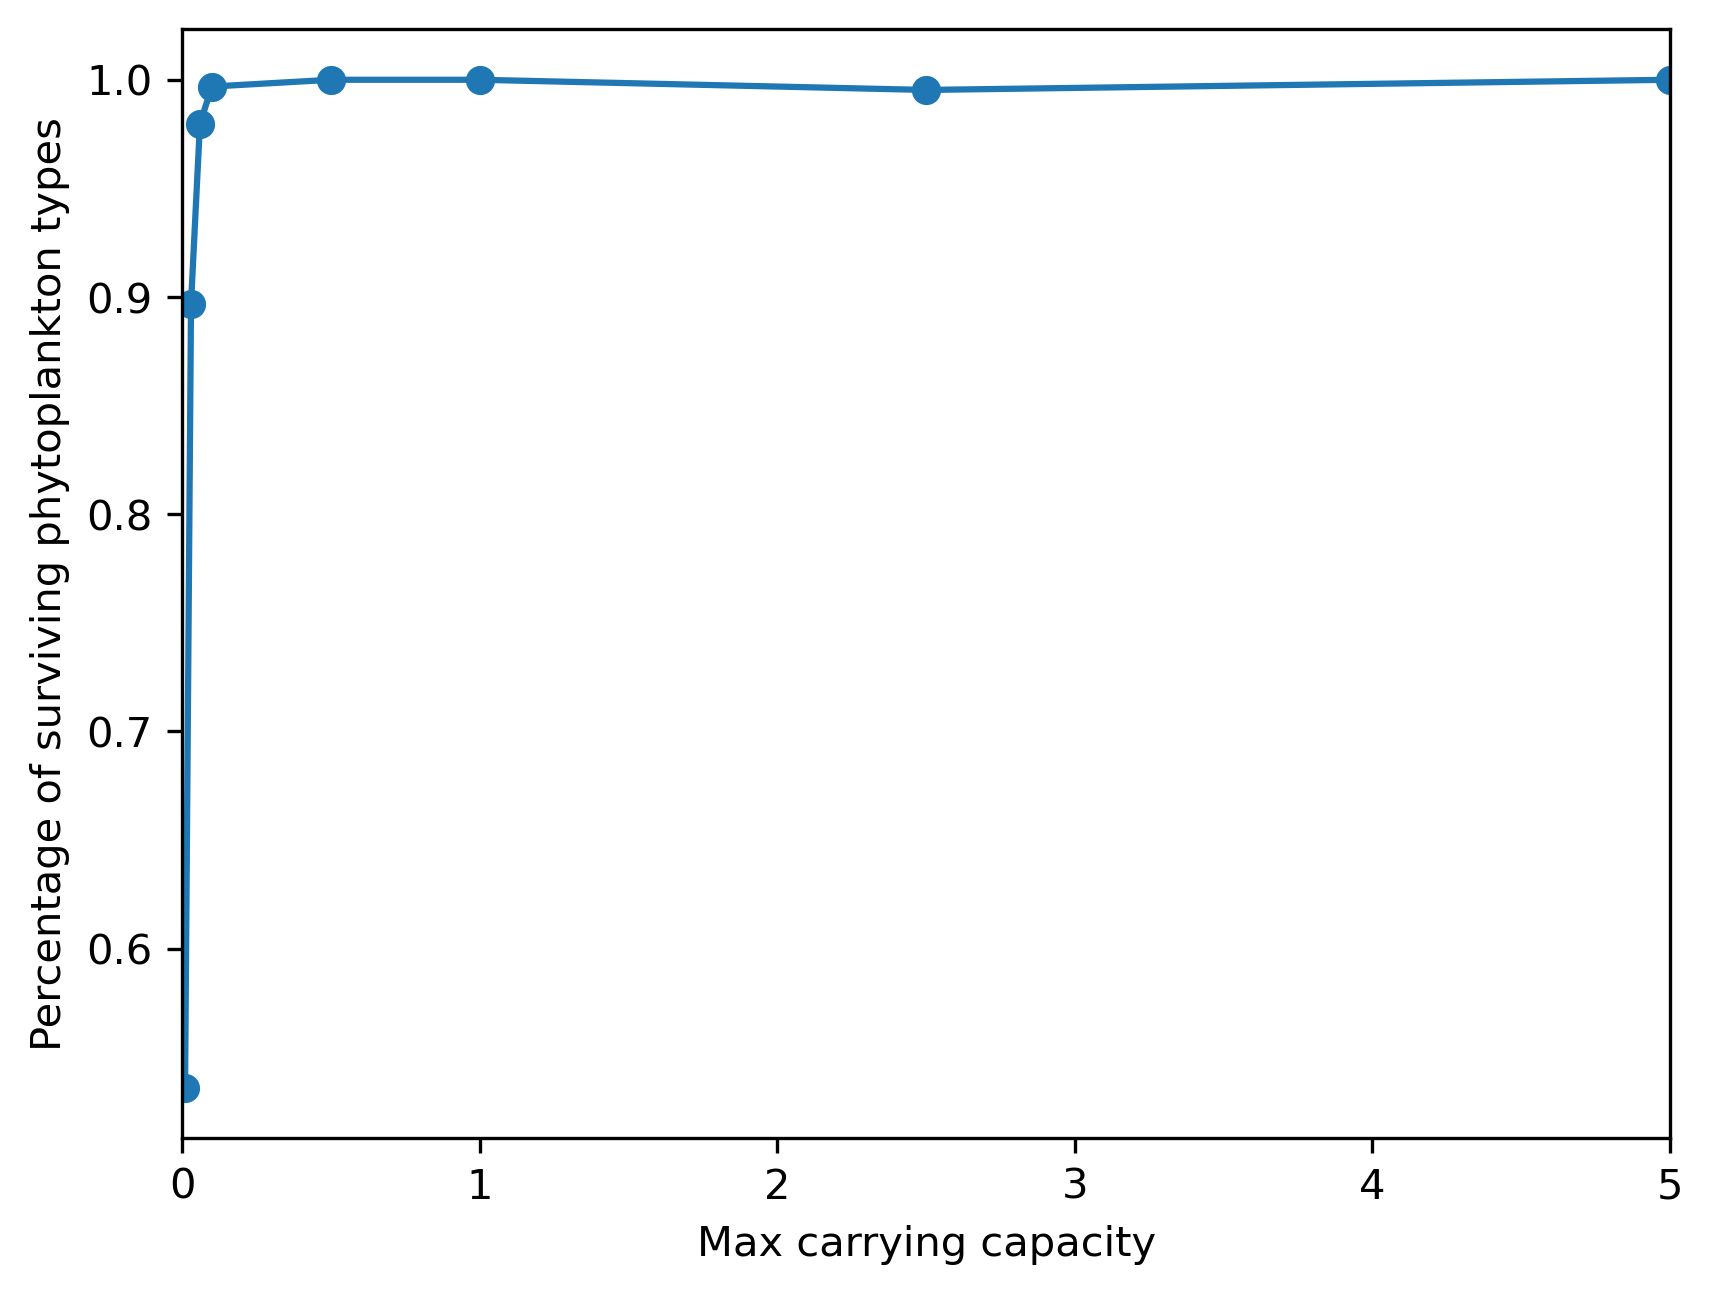 Percentage of surviving phytoplankton types
1.0
0.9
0.8
0.7
0.6
0 1 2 3 4 5
Max carrying capacity